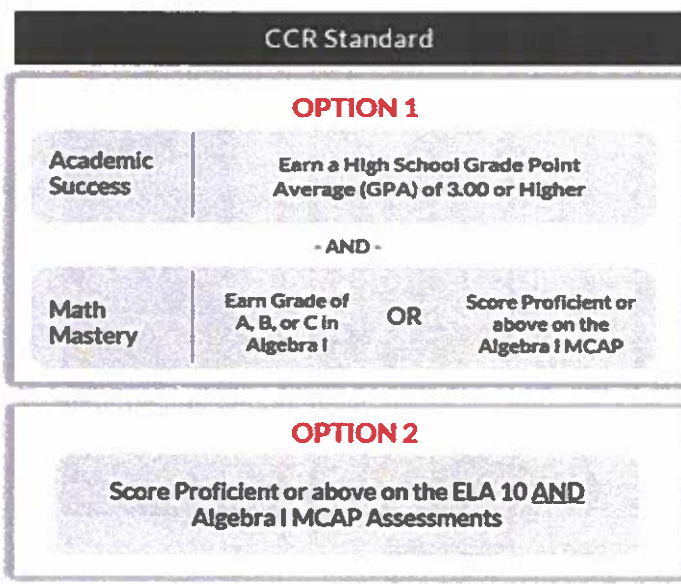 CCR Standard
OPTION 1
Academic
Success
Earn a High School Grade Point
Average (GPA) of 3.00 or Higher
- AND -
Math
Mastery
Earn Grade of
A, B, or C in
Algebra I
OR
Score Proficient or
above on the
Algebra I MCAP
OPTION 2
Score Proficient or above on the ELA 10 AND
Algebra I MCAP Assessments